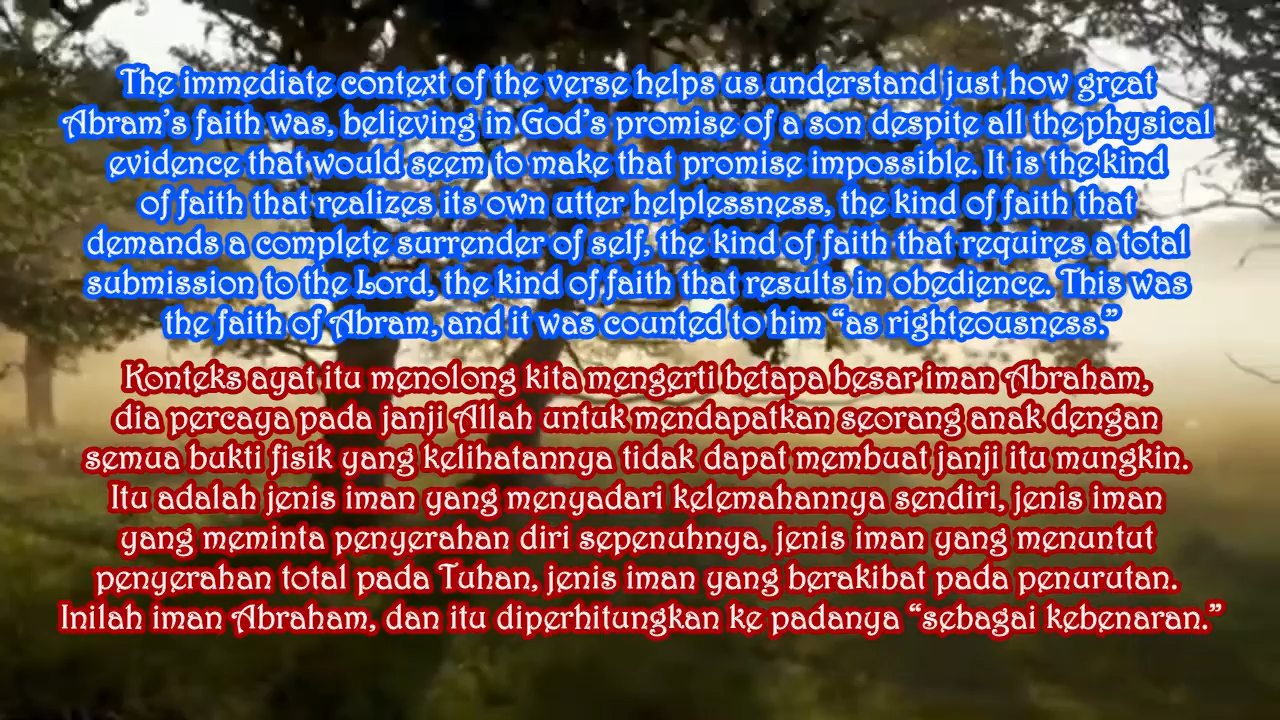 The immediate context of the verse helps us understand just how great
Abram's faith was, believing in God's promise of a son despite all the physical
evidence that would seem to make that promise impossible. It is the kind
of faith that realizes its own utter helplessness, the kind of faith that
demands a complete surrender of self, the kind of faith that requires a total
submission to the Lord, the kind of faith that results in obedience. This was
the faith of Abram, and it was counted to him “as righteousness.”
Konteks ayat itu menolong kita mengerti betapa besar iman Abraham,
dia percaya pada janji Allah untuk mendapatkan seorang anak dengan
semua bukti fisik yang kelihatannya tidak dapat membuat janji itu mungkin.
Itu adalah jenis iman yang menyadari kelemahannya sendiri, jenis iman
yang meminta penyerahan diri sepenuhnya, jenis iman yang menuntut
penyerahan total pada Tuhan, jenis iman yang berakibat pada penurutan.
Inilah iman Abraham, dan itu diperhitungkan ke padanya “sebagai kebenaran.”